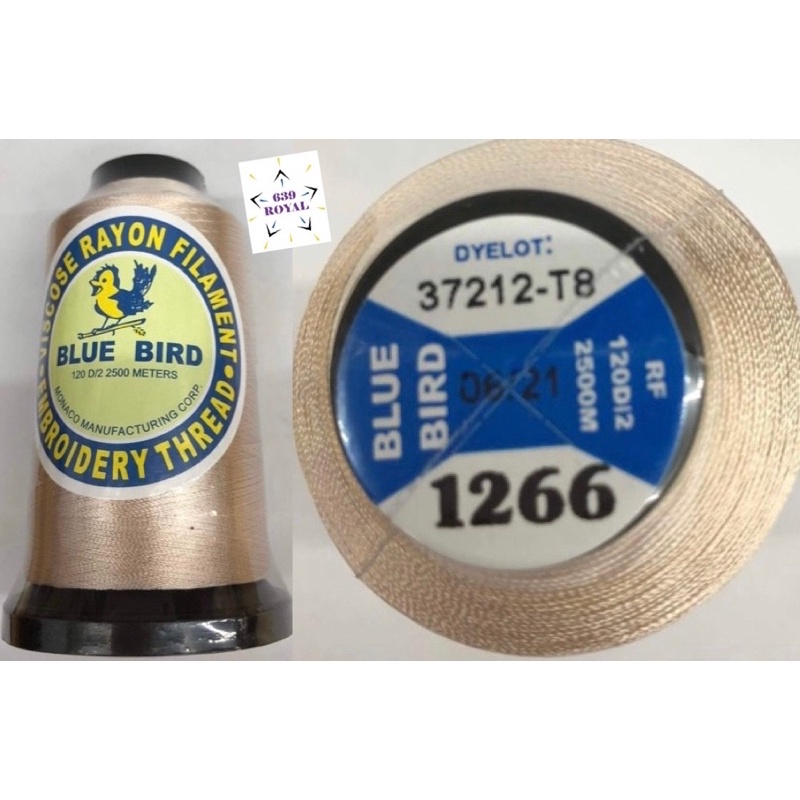 VISCOSE RAYON FILAMENT
BLUE BIRD
120 D/2 2500 METERS
MONACO MANUFACTURING CORP.
EMBROIDERY THREAD
639
ROYAL
DYELOT:
37212-T8
BLUE
BIRD
06/21
RF
120D/2
2500M
1266